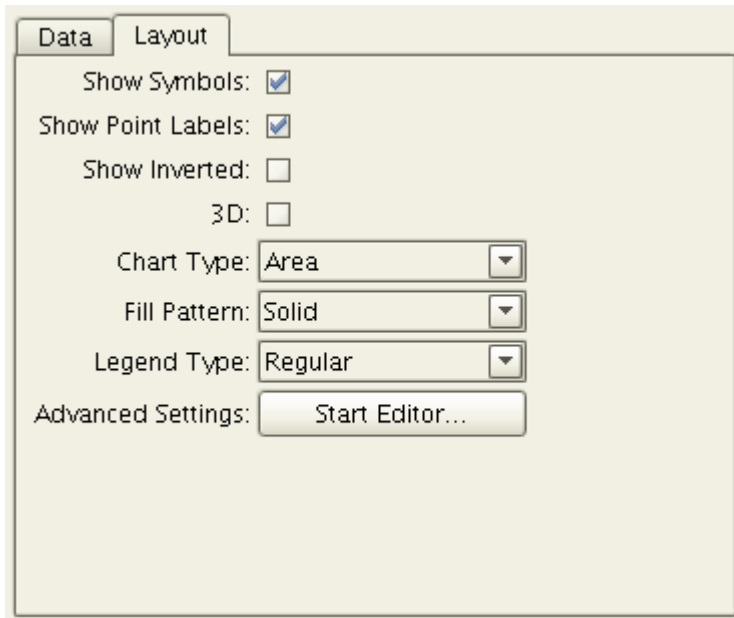 Data Layout
Show Symbols:
Show Point Labels:
Show Inverted:
3D:
Chart Type: Area
Fill Pattern: Solid
Legend Type: Regular
Advanced Settings: Start Editor...